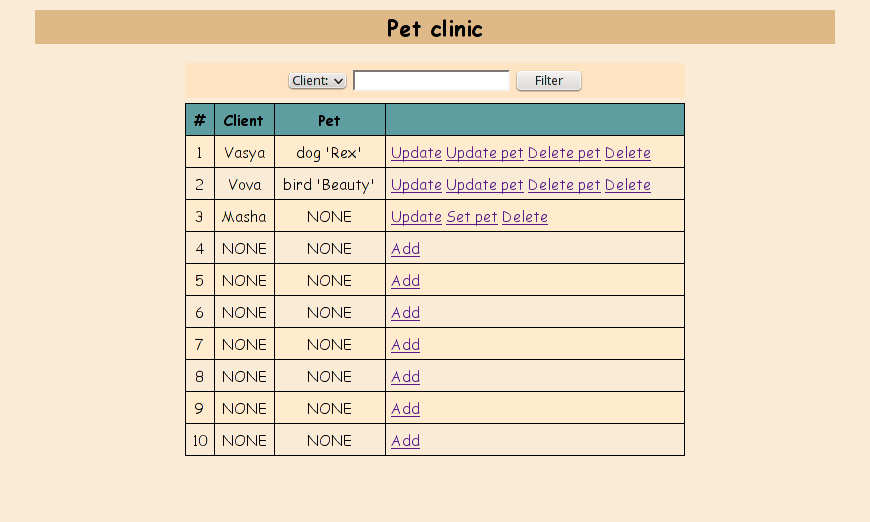 Pet clinic
Client: Filter
# Client Pet
1 Vasya dog 'Rex' Update Update pet Delete pet Delete
2 Vova bird 'Beauty' Update Update pet Delete pet Delete
3 Masha NONE Update Set pet Delete
4 NONE NONE Add
5 NONE NONE Add
6 NONE NONE Add
7 NONE NONE Add
8 NONE NONE Add
9 NONE NONE Add
10 NONE NONE Add